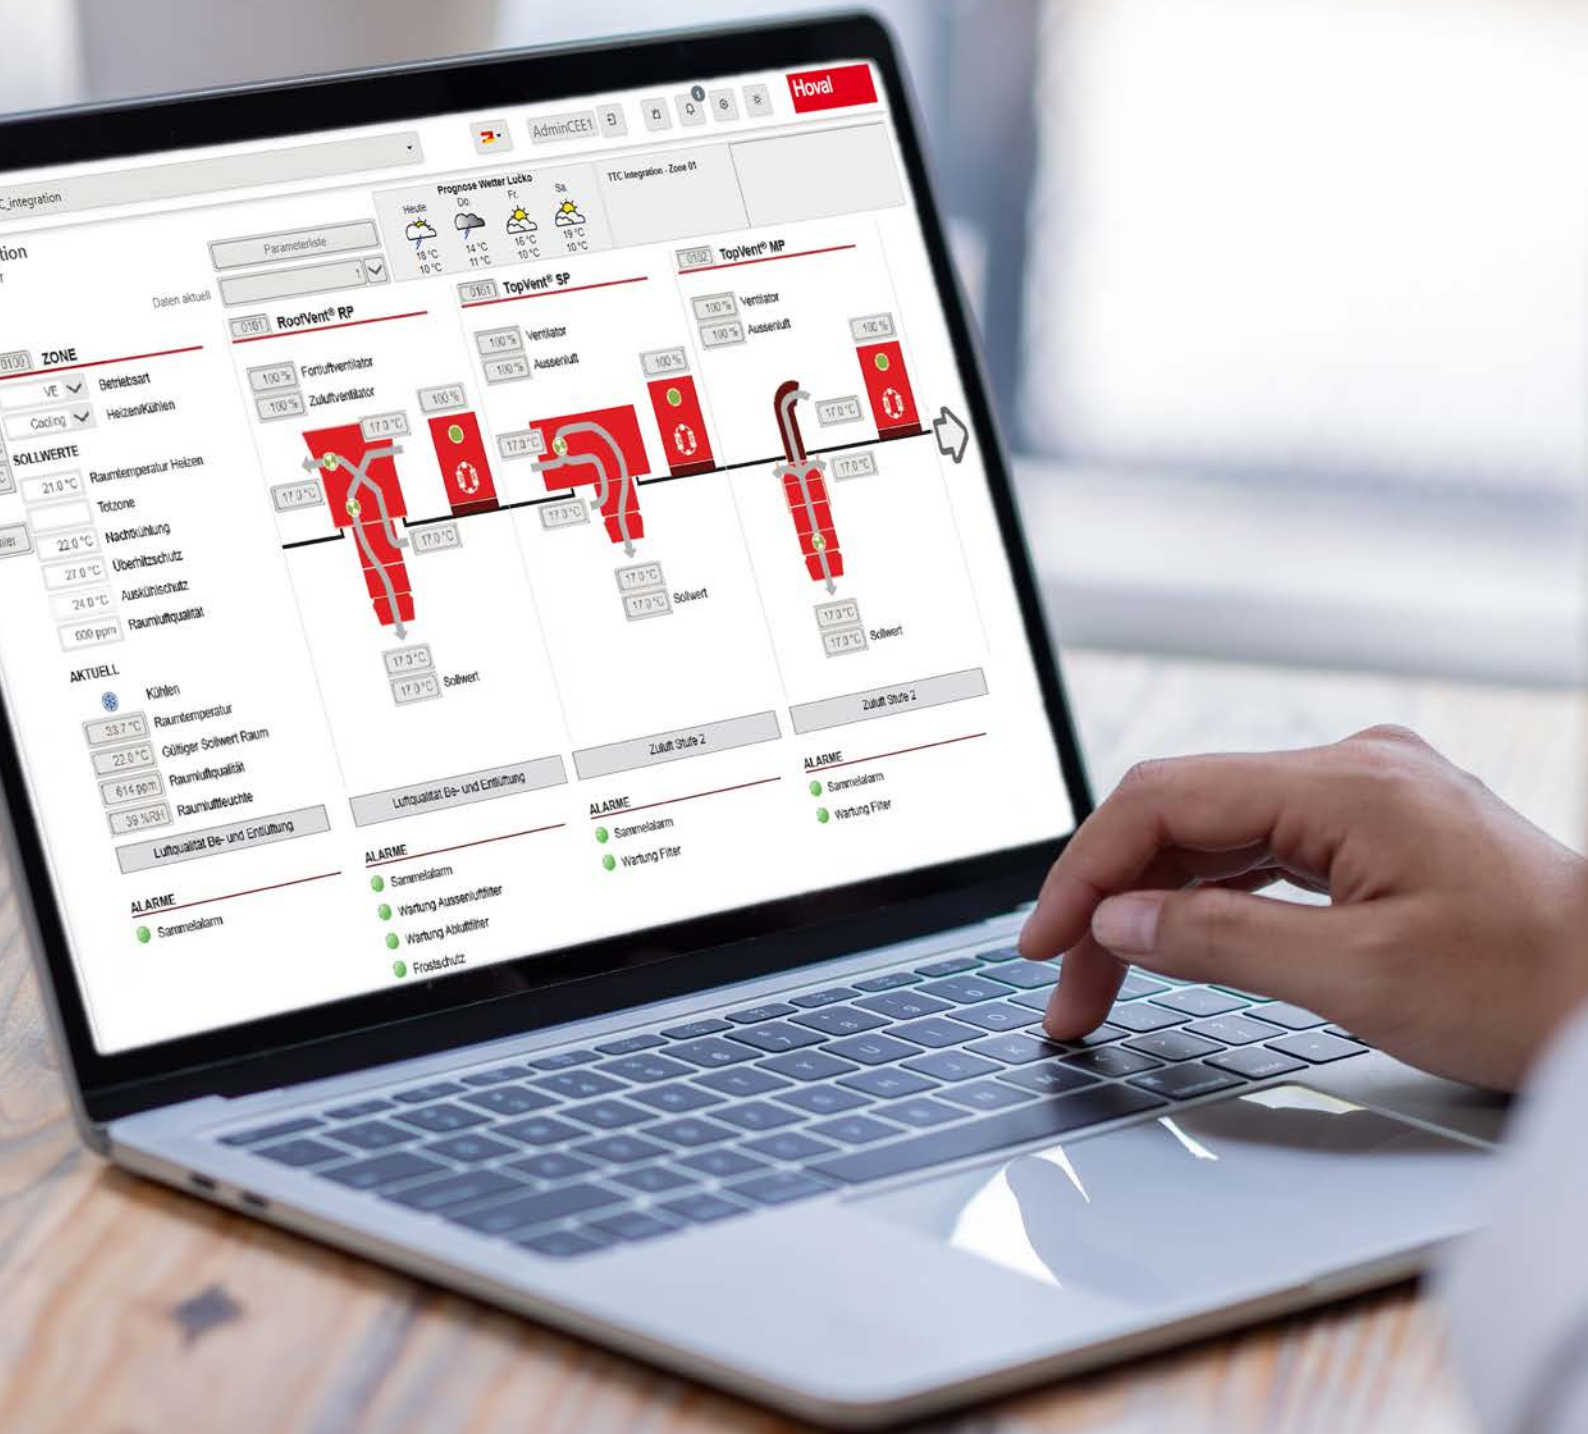 Hoval
AdminCEE1
C_integration
tion
Parameterliste
1
Daten aktuell
Prognose Wetter Lučko
Heute Do. Fr. Sa.
18 °C 14 °C 16 °C 19 °C
10 °C 11 °C 10 °C 10 °C
TTC Integration - Zone 01
0100 ZONE
VE Betriebsart
Cooling Heizen/Kühlen
SOLLWERTE
21.0 °C Raumtemperatur Heizen
Totzone
22.0 °C Nachtkühlung
27.0 °C Überhitzschutz
24.0 °C Auskühlschutz
000 ppm Raumluftqualität
AKTUELL
Kühlen
33.7 °C Raumtemperatur
22.0 °C Gültiger Sollwert Raum
614 ppm Raumluftqualität
39 %RH Raumluftfeuchte
Luftqualität Be- und Entlüftung
ALARME
Sammelalarm
0161 RoofVent® RP
100 % Fortluftventilator
100 % Zuluftventilator
100 %
17.0 °C
17.0 °C
17.0 °C
17.0 °C
17.0 °C Sollwert
Luftqualität Be- und Entlüftung
ALARME
Sammelalarm
Wartung Aussenluftfilter
Wartung Abluftfilter
Frostschutz
0161 TopVent® SP
100 % Ventilator
100 % Aussenluft
100 %
17.0 °C
17.0 °C
17.0 °C
17.0 °C Sollwert
Zuluft Stufe 2
ALARME
Sammelalarm
Wartung Filter
0102 TopVent® MP
100 % Ventilator
100 % Aussenluft
100 %
17.0 °C
17.0 °C
17.0 °C
17.0 °C Sollwert
Zuluft Stufe 2
ALARME
Sammelalarm
Wartung Filter